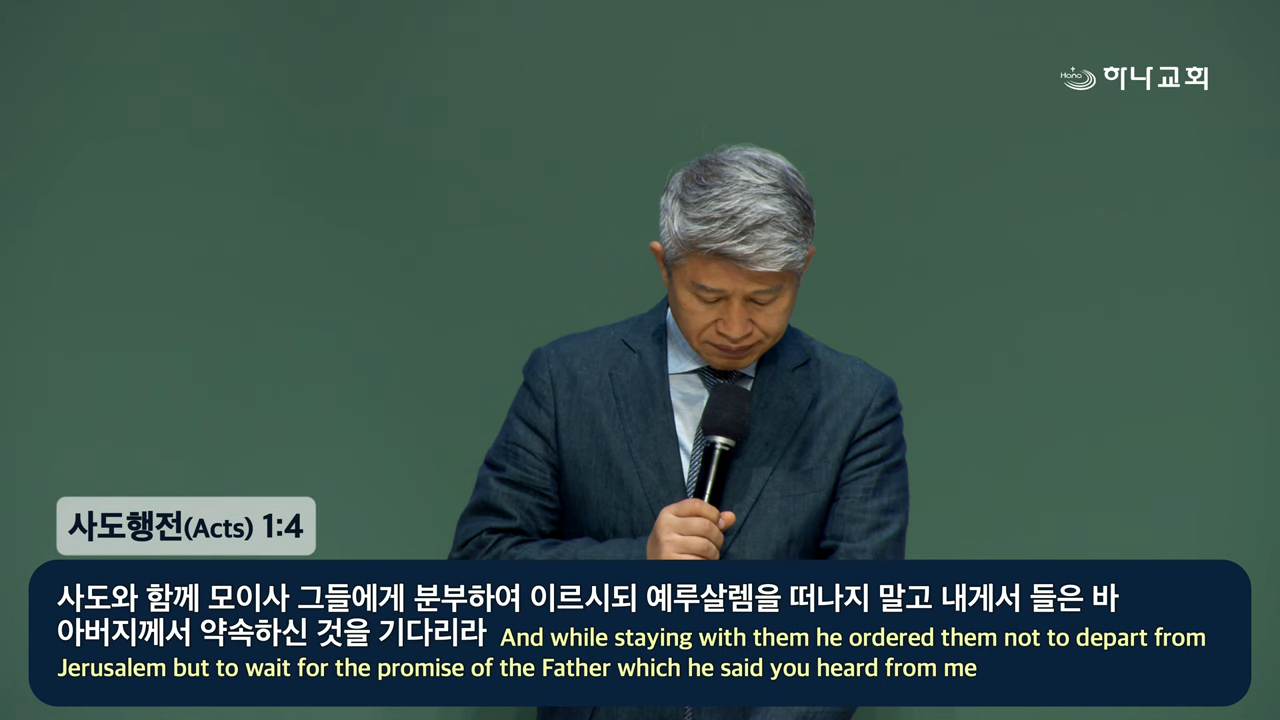 Hana 하나교회
사도행전(Acts) 1:4
사도와 함께 모이사 그들에게 분부하여 이르시되 예루살렘을 떠나지 말고 내게서 들은 바
아버지께서 약속하신 것을 기다리라 And while staying with them he ordered them not to depart from
Jerusalem but to wait for the promise of the Father which he said you heard from me